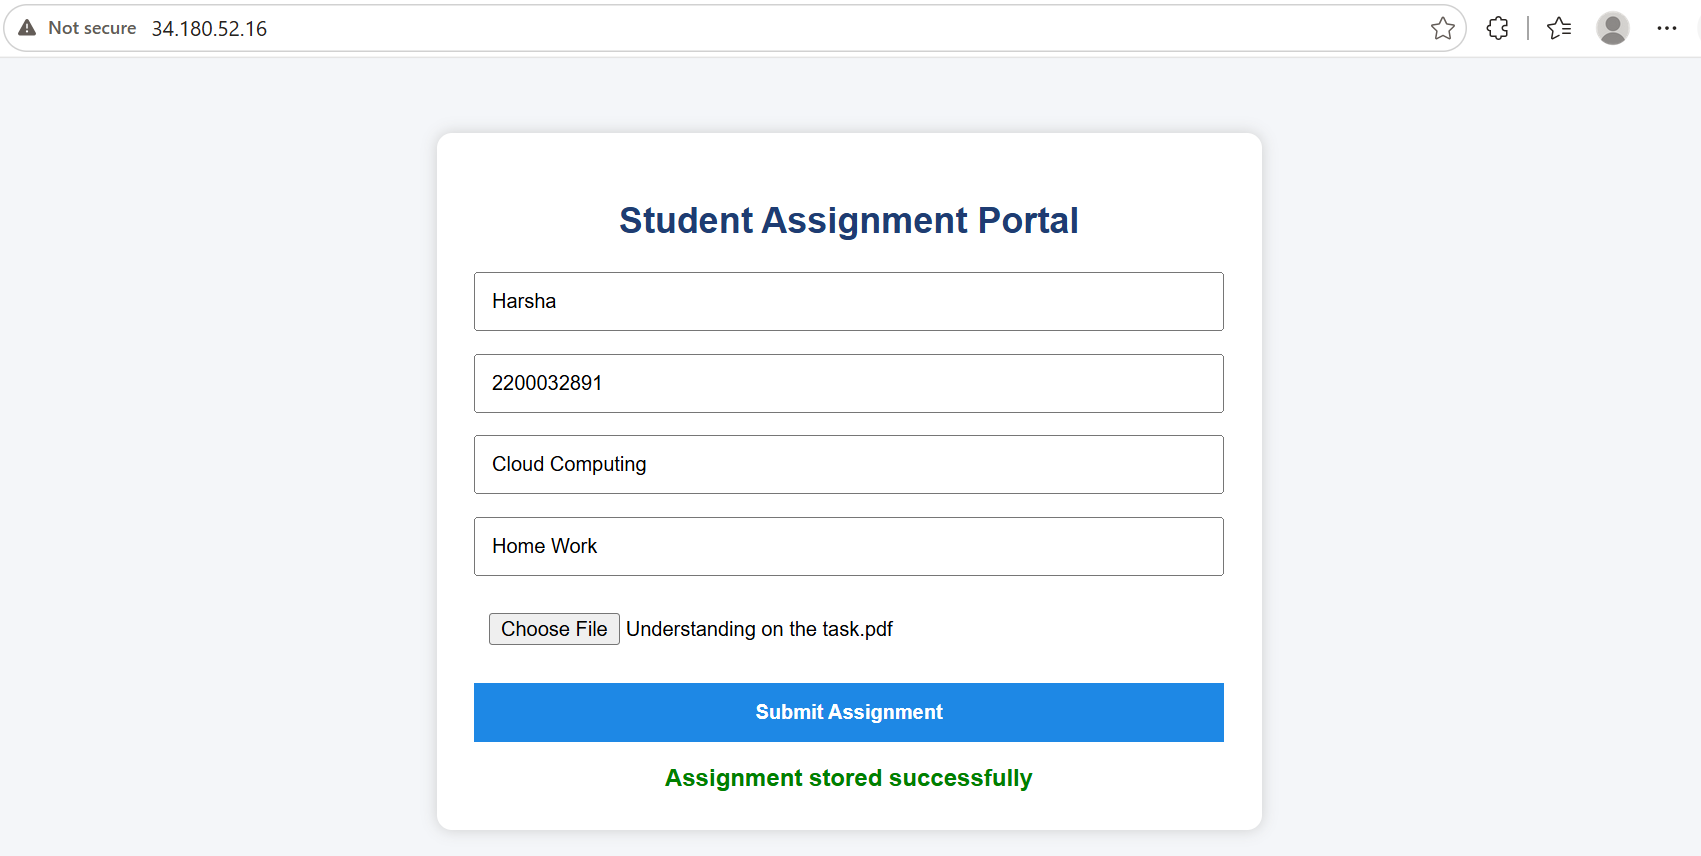 Not secure 34.180.52.16
Student Assignment Portal
Harsha
2200032891
Cloud Computing
Home Work
Choose File Understanding on the task.pdf
Submit Assignment
Assignment stored successfully